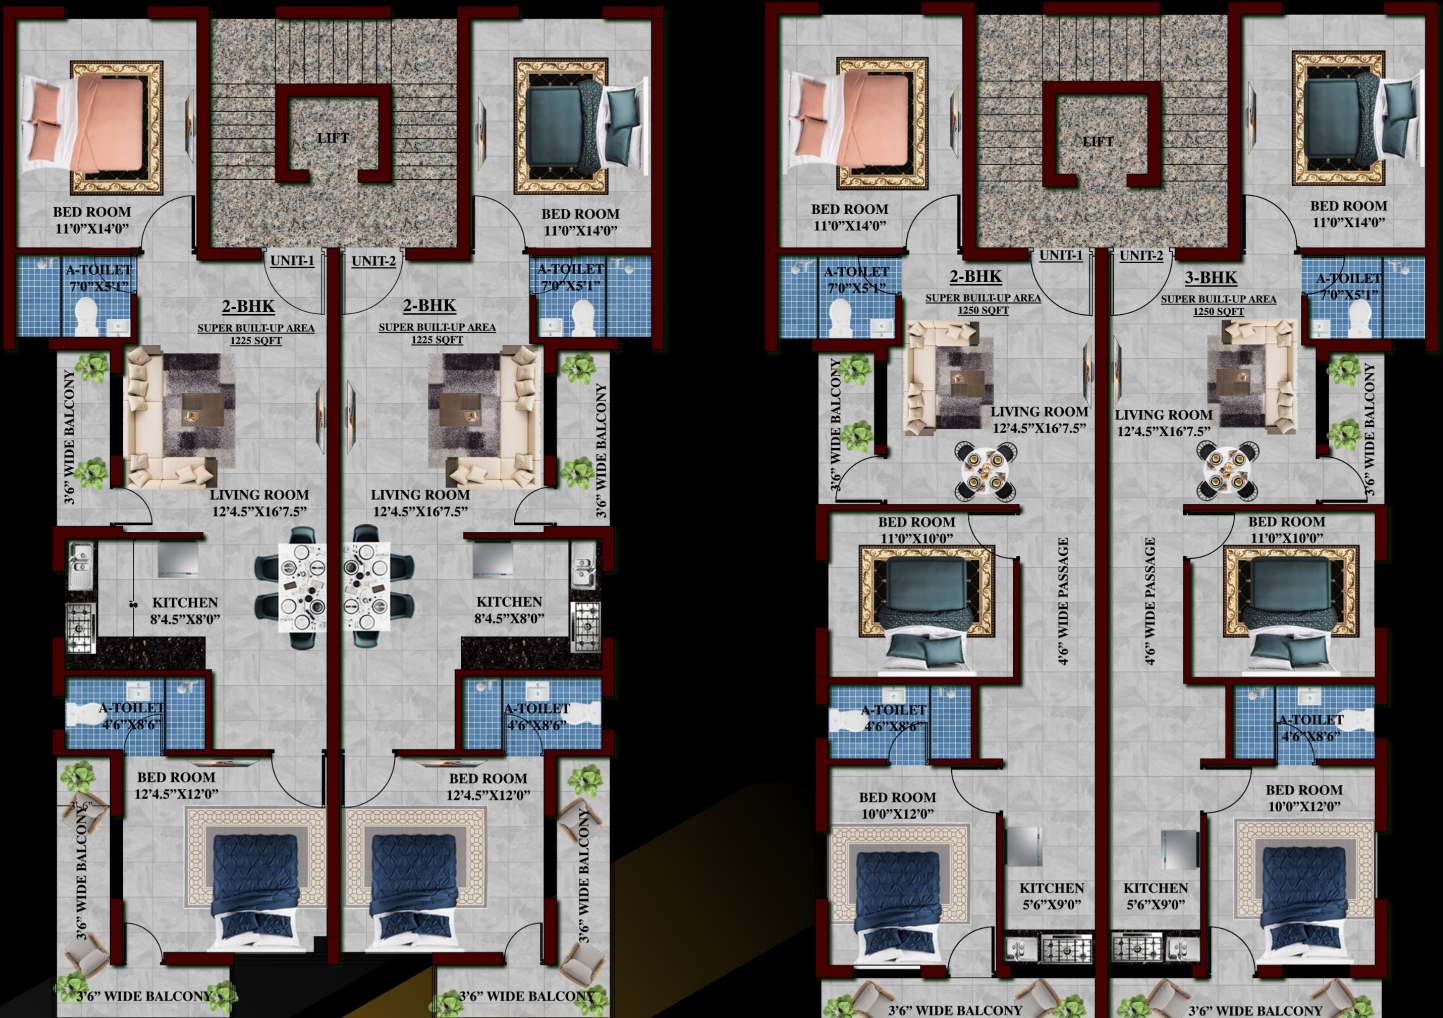 LIFT
BED ROOM
11'0"X14'0"
BED ROOM
11'0"X14'0"
UNIT-1
UNIT-2
A-TOILET
7'0"X5'1"
A-TOILET
7'0"X5'1"
2-BHK
SUPER BUILT-UP AREA
1225 SQFT
2-BHK
SUPER BUILT-UP AREA
1225 SQFT
3'6" WIDE BALCONY
3'6" WIDE BALCONY
LIVING ROOM
12'4.5"X16'7.5"
LIVING ROOM
12'4.5"X16'7.5"
KITCHEN
8'4.5"X8'0"
KITCHEN
8'4.5"X8'0"
A-TOILET
4'6"X8'6"
A-TOILET
4'6"X8'6"
BED ROOM
12'4.5"X12'0"
BED ROOM
12'4.5"X12'0"
3'-6"
3'6" WIDE BALCONY
3'6" WIDE BALCONY
3'6" WIDE BALCONY
3'6" WIDE BALCONY
LIFT
BED ROOM
11'0"X14'0"
BED ROOM
11'0"X14'0"
UNIT-1
UNIT-2
A-TOILET
7'0"X5'1"
A-TOILET
7'0"X5'1"
2-BHK
SUPER BUILT-UP AREA
1250 SQFT
3-BHK
SUPER BUILT-UP AREA
1250 SQFT
3'6" WIDE BALCONY
3'6" WIDE BALCONY
LIVING ROOM
12'4.5"X16'7.5"
LIVING ROOM
12'4.5"X16'7.5"
BED ROOM
11'0"X10'0"
BED ROOM
11'0"X10'0"
4'6" WIDE PASSAGE
4'6" WIDE PASSAGE
A-TOILET
4'6"X8'6"
A-TOILET
4'6"X8'6"
BED ROOM
10'0"X12'0"
BED ROOM
10'0"X12'0"
KITCHEN
5'6"X9'0"
KITCHEN
5'6"X9'0"
3'6" WIDE BALCONY
3'6" WIDE BALCONY